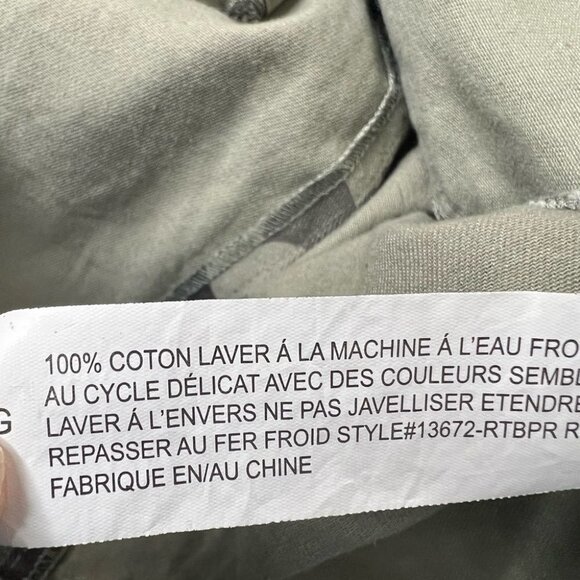 100% COTON LAVER Á LA MACHINE Á L'EAU FRO
AU CYCLE DÉLICAT AVEC DES COULEURS SEMBL
G LAVER Á L'ENVERS NE PAS JAVELLISER ETENDRE
REPASSER AU FER FROID STYLE#13672-RTBPR R
FABRIQUE EN/AU CHINE